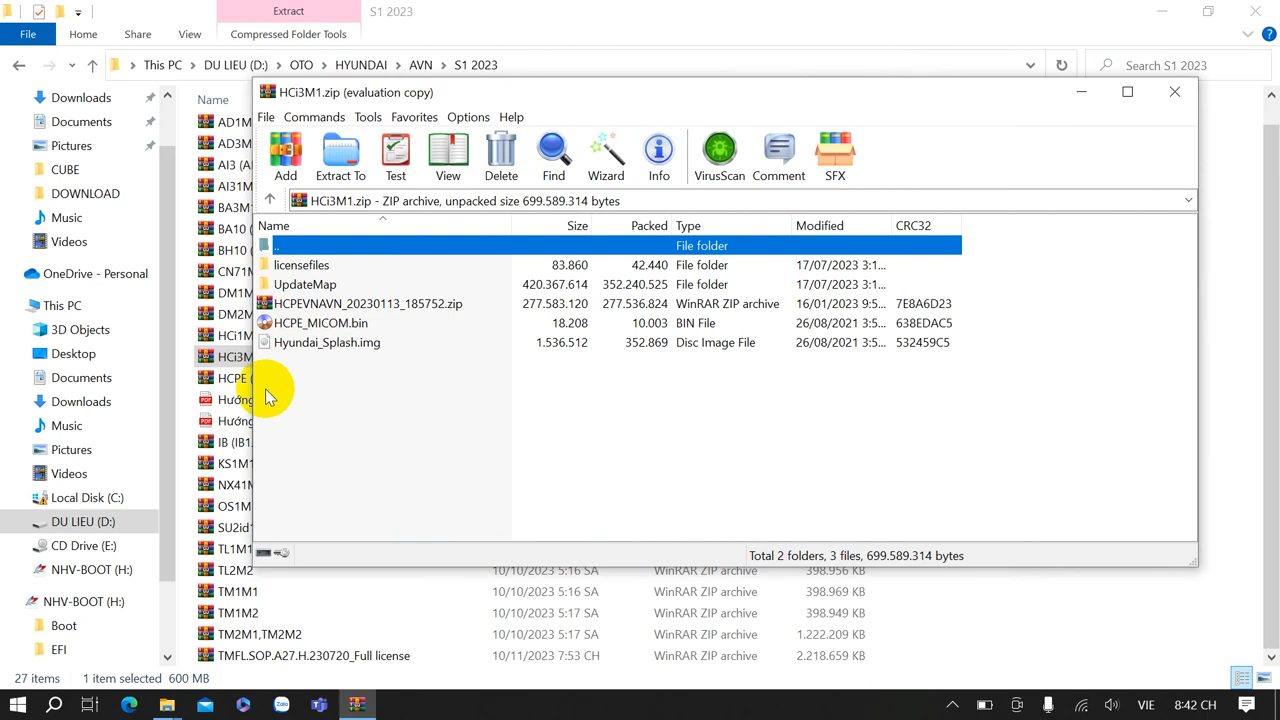 Extract
S1 2023
File
Home
Share
View
Compressed Folder Tools
This PC
DU LIEU (D:)
OTO
HYUNDAI
AVN
S1 2023
Search S1 2023
Downloads
Documents
Pictures
CUBE
DOWNLOAD
Music
Videos
OneDrive - Personal
This PC
3D Objects
Desktop
Documents
Downloads
Music
Pictures
Videos
Local Disk (C:)
DU LIEU (D:)
CD Drive (E:)
NHV-BOOT (H:)
NHV-BOOT (H:)
Boot
EFI
Name
AD1M
AD3M
AI3 (A
AI31M
BA3M
BA10 (
BH10 (
CN71M
DM1M
DM2M
HCi1M
HCi3M
HCPE (
Hướng
Hướng
IB (IB1
KS1M1
NX41M
OS1M
SU2id1
TL1M1
TL2M2 10/10/2023 5:16 SA WinRAR ZIP archive 398.956 KB
TM1M1 10/10/2023 5:17 SA WinRAR ZIP archive 398.969 KB
TM1M2 10/10/2023 5:17 SA WinRAR ZIP archive 398.949 KB
TM2M1,TM2M2 10/10/2023 5:17 SA WinRAR ZIP archive 1.222.209 KB
TMFL.SOP.A27.H.230720_Full license 10/11/2023 7:53 CH WinRAR ZIP archive 2.218.659 KB
HCi3M1.zip (evaluation copy)
File Commands Tools Favorites Options Help
Add Extract To Test View Delete Find Wizard Info VirusScan Comment SFX
HCi3M1.zip - ZIP archive, unpacked size 699.589.314 bytes
Name Size Packed Type Modified CRC32
.. File folder
licensefiles 83.860 42.440 File folder 17/07/2023 3:1...
UpdateMap 420.367.614 352.240.525 File folder 17/07/2023 3:1...
HCPEVNAVN_20230113_185752.zip 277.583.120 277.536.824 WinRAR ZIP archive 16/01/2023 9:5... 7E8A6D23
HCPE_MICOM.bin 18.208 10.003 BIN File 26/08/2021 3:5... 638EDAC5
Hyundai_Splash.img 1.536.512 352.869 Disc Image File 26/08/2021 3:5... 532459C5
Total 2 folders, 3 files, 699.589.314 bytes
27 items 1 item selected 600 MB
Zalo
VIE
8:42 CH